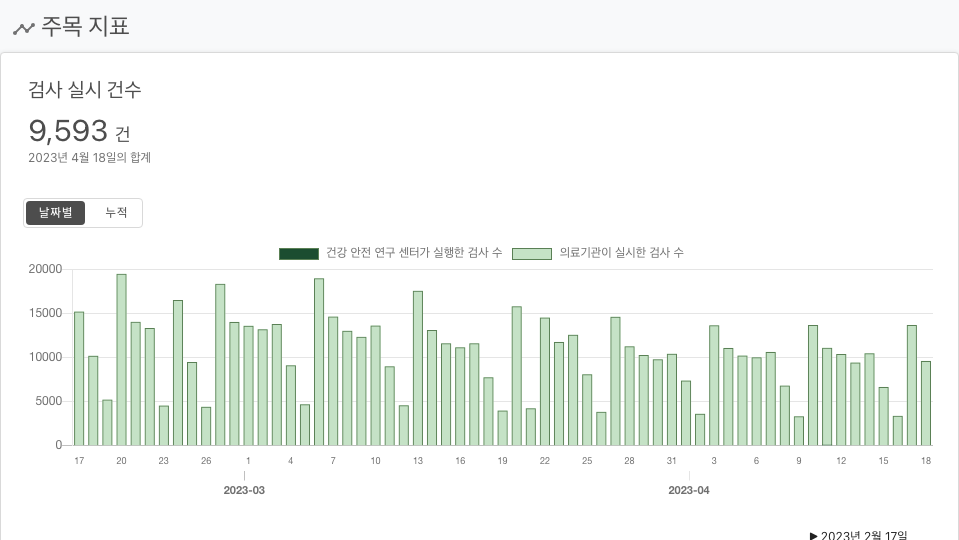 주목 지표
검사 실시 건수
9,593 건
2023년 4월 18일의 합계
날짜별 누적
건강 안전 연구 센터가 실행한 검사 수 의료기관이 실시한 검사 수
20000
15000
10000
5000
0
17 20 23 26 1 4 7 10 13 16 19 22 25 28 31 3 6 9 12 15 18
2023-03 2023-04
▶ 2023년 2월 17일